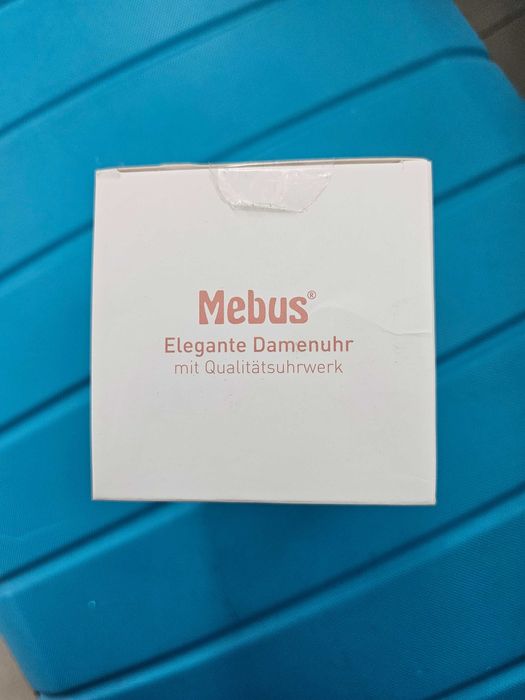 Mebus®
Elegante Damenuhr
mit Qualitätsuhrwerk